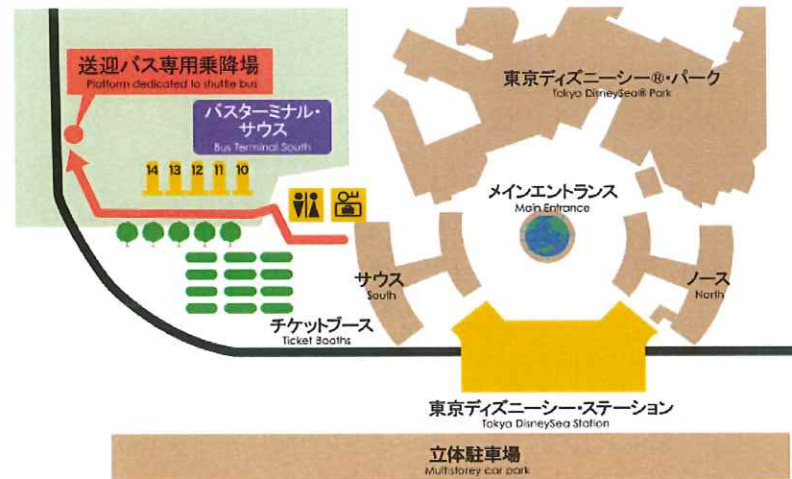 送迎バス専用乗降場
Platform dedicated to shuttle bus
バスターミナル・
サウス
Bus Terminal South
14 13 12 11 10
東京ディズニーシー®・パーク
Tokyo DisneySea® Park
メインエントランス
Main Entrance
サウス
South
ノース
North
チケットブース
Ticket Booths
東京ディズニーシー・ステーション
Tokyo DisneySea Station
立体駐車場
Multistorey car park